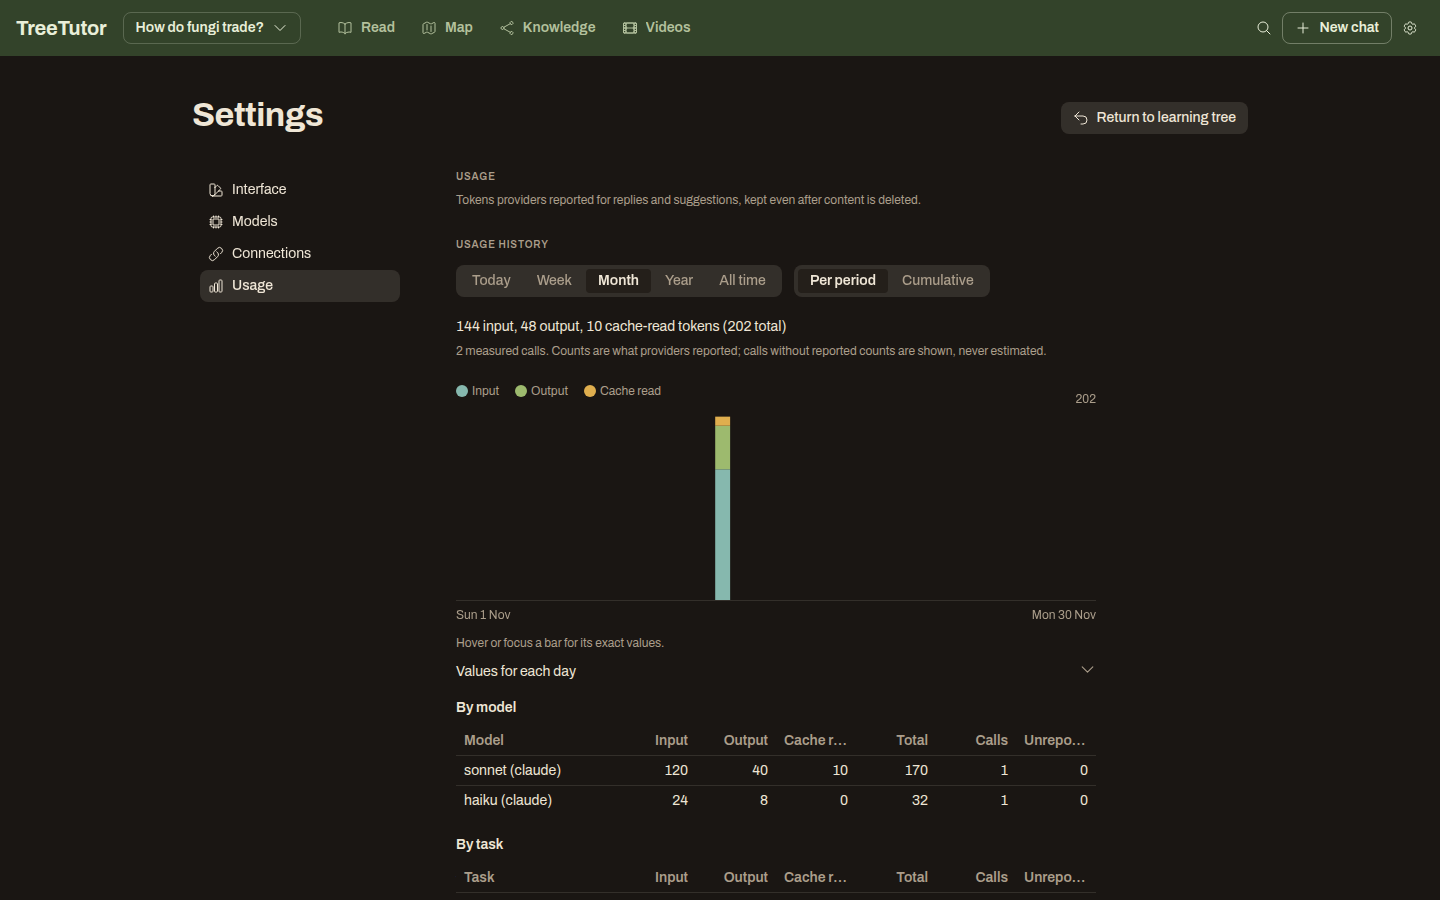 TreeTutor How do fungi trade? Read Map Knowledge Videos New chat
Settings
Return to learning tree
Interface
Models
Connections
Usage
USAGE
Tokens providers reported for replies and suggestions, kept even after content is deleted.
USAGE HISTORY
Today Week Month Year All time Per period Cumulative
144 input, 48 output, 10 cache-read tokens (202 total)
2 measured calls. Counts are what providers reported; calls without reported counts are shown, never estimated.
Input Output Cache read
202
Sun 1 Nov Mon 30 Nov
Hover or focus a bar for its exact values.
Values for each day
By model
Model Input Output Cache r... Total Calls Unrepo...
sonnet (claude) 120 40 10 170 1 0
haiku (claude) 24 8 0 32 1 0
By task
Task Input Output Cache r... Total Calls Unrepo...